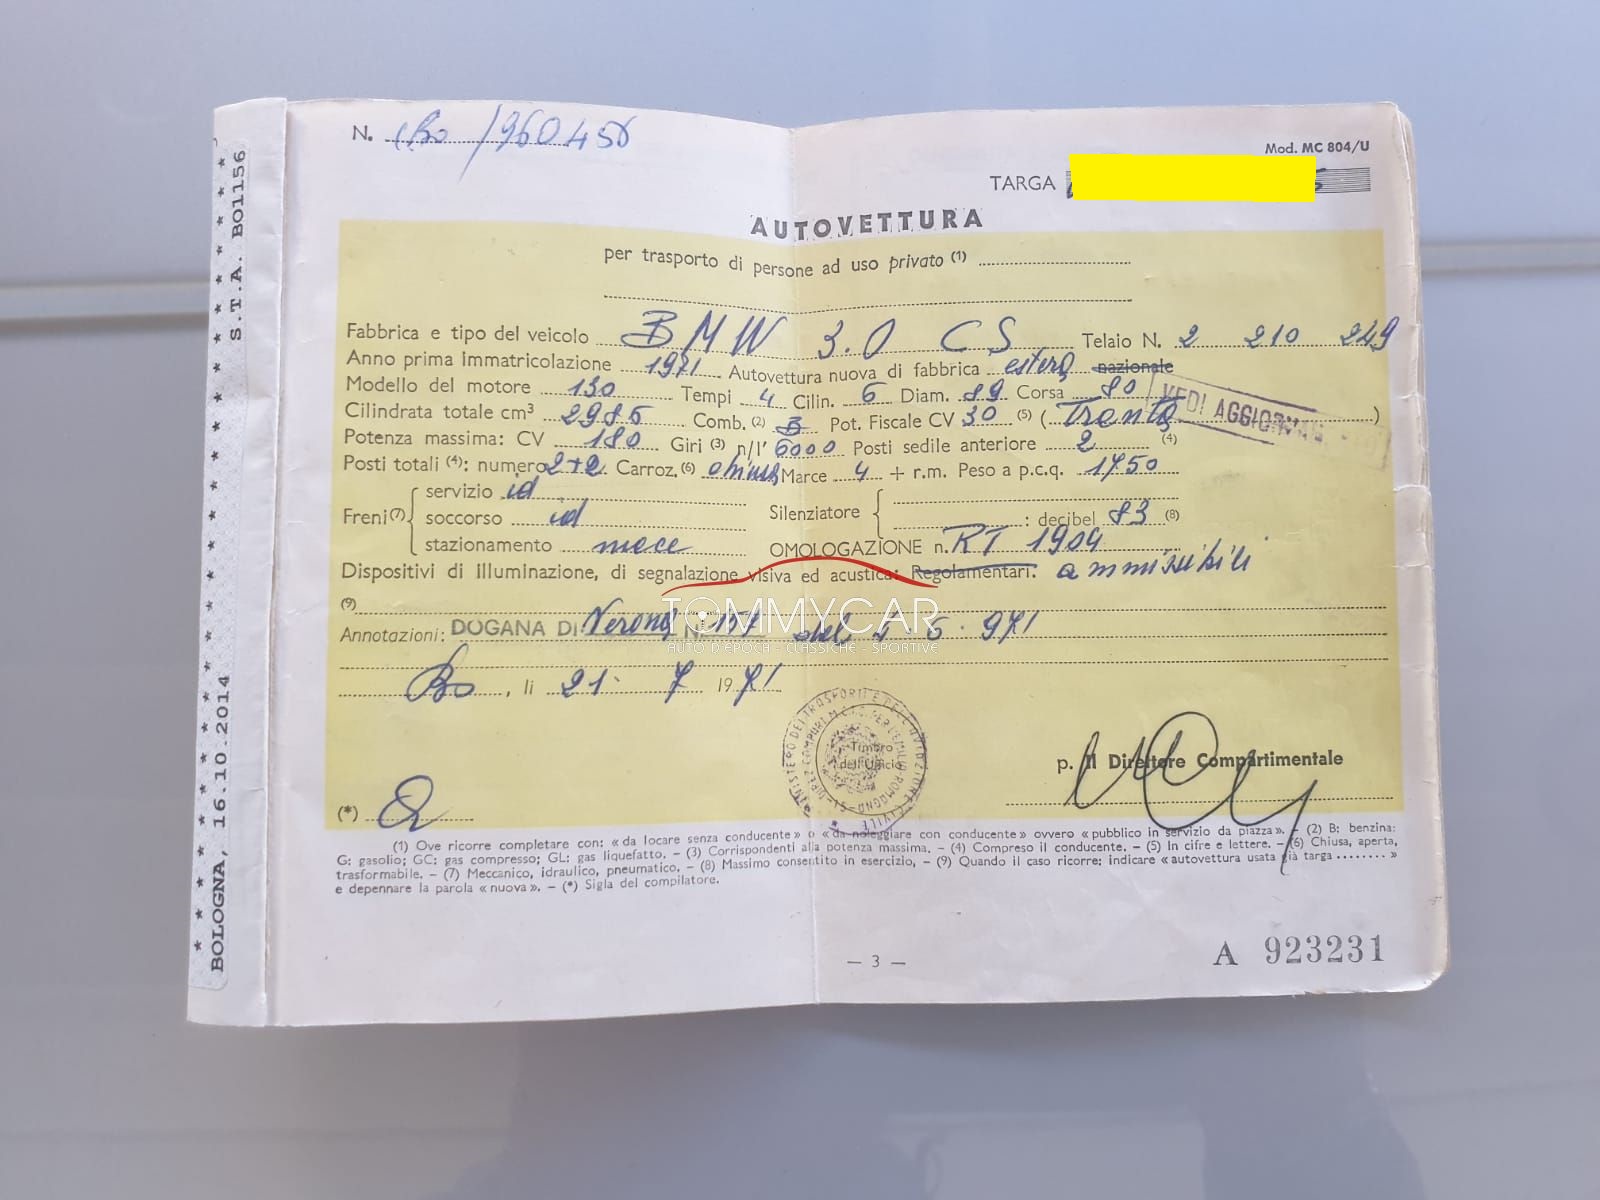 N. Bo /960456
Mod. MC 804/U
TARGA
AUTOVETTURA
per trasporto di persone ad uso privato (1)
Fabbrica e tipo del veicolo BMW 3.0 CS Telaio N. 2 210 249
Anno prima immatricolazione 1971 Autovettura nuova di fabbrica estera nazionale
Modello del motore 130 Tempi 4 Cilin. 6 Diam. 89 Corsa 80
Cilindrata totale cm³ 2985 Comb. (2) B Pot. Fiscale CV 30 (5) ( Trenta )
VEDI
Potenza massima: CV 180 Giri (3) n/l' 6000 Posti sedile anteriore 2 (4)
Posti totali (4): numero 2+2 Carroz. (6) chiusa Marce 4 + r.m. Peso a p.c.q. 1750
Freni (7) servizio id Silenziatore
soccorso id : decibel 83 (8)
stazionamento mecc OMOLOGAZIONE n. RT 1904
Dispositivi di illuminazione, di segnalazione visiva ed acustica: Regolamentari. ammissibili
(9)
Annotazioni: DOGANA DI Verona N. 157 del 4.6.971
TOMMYCAR
AUTO D'EPOCA - CLASSICHE - SPORTIVE
Bo, li 21. 7 1971
Timbro
dell'Ufficio
p. Il Direttore Compartimentale
(*)
(1) Ove ricorre completare con: « da locare senza conducente » o « da noleggiare con conducente » ovvero « pubblico in servizio da piazza ». – (2) B: benzina:
G: gasolio; GC: gas compresso; GL: gas liquefatto. – (3) Corrispondenti alla potenza massima. – (4) Compreso il conducente. – (5) In cifre e lettere. – (6) Chiusa, aperta,
trasformabile. – (7) Meccanico, idraulico, pneumatico. – (8) Massimo consentito in esercizio, – (9) Quando il caso ricorre; indicare « autovettura usata già targa ........ »
e depennare la parola « nuova ». – (*) Sigla del compilatore.
— 3 —
A 923231
S.T.A. BO1156
BOLOGNA, 16.10.2014